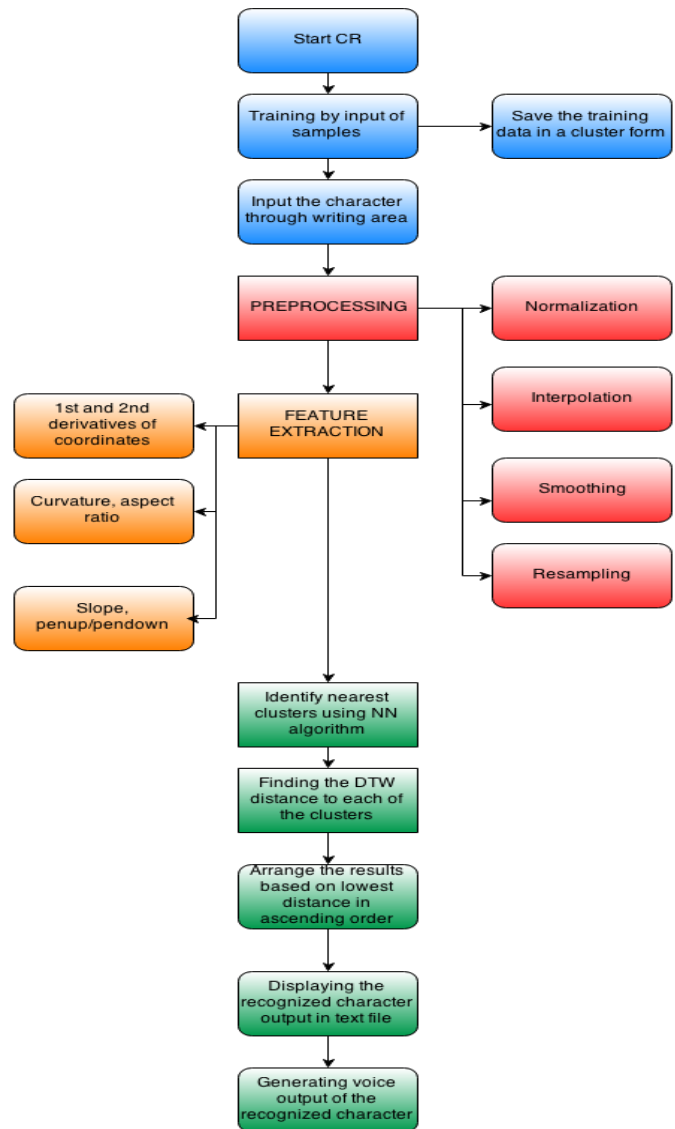 Start CR
Training by input of
samples
Save the training
data in a cluster form
Input the character
through writing area
PREPROCESSING
Normalization
Interpolation
Smoothing
Resampling
FEATURE
EXTRACTION
1st and 2nd
derivatives of
coordinates
Curvature, aspect
ratio
Slope,
penup/pendown
Identify nearest
clusters using NN
algorithm
Finding the DTW
distance to each of
the clusters
Arrange the results
based on lowest
distance in
ascending order
Displaying the
recognized character
output in text file
Generating voice
output of the
recognized character